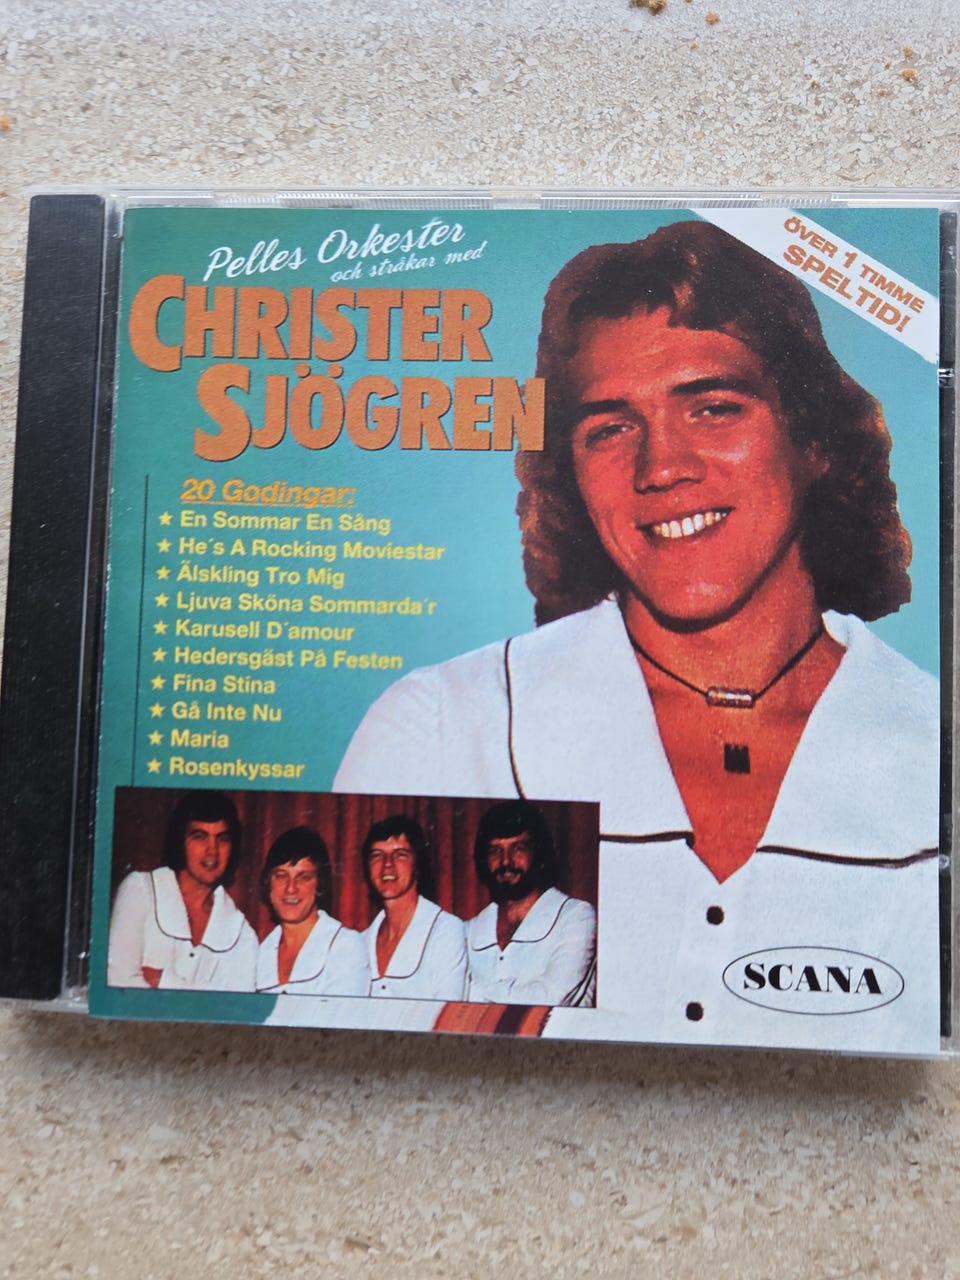 Pelles Orkester
och stråkar med
CHRISTER
SJÖGREN
ÖVER 1 TIMME
SPELTID!
20 Godingar:
★ En Sommar En Sång
★ He´s A Rocking Moviestar
★ Älskling Tro Mig
★ Ljuva Sköna Sommarda´r
★ Karusell D´amour
★ Hedersgäst På Festen
★ Fina Stina
★ Gå Inte Nu
★ Maria
★ Rosenkyssar
SCANA